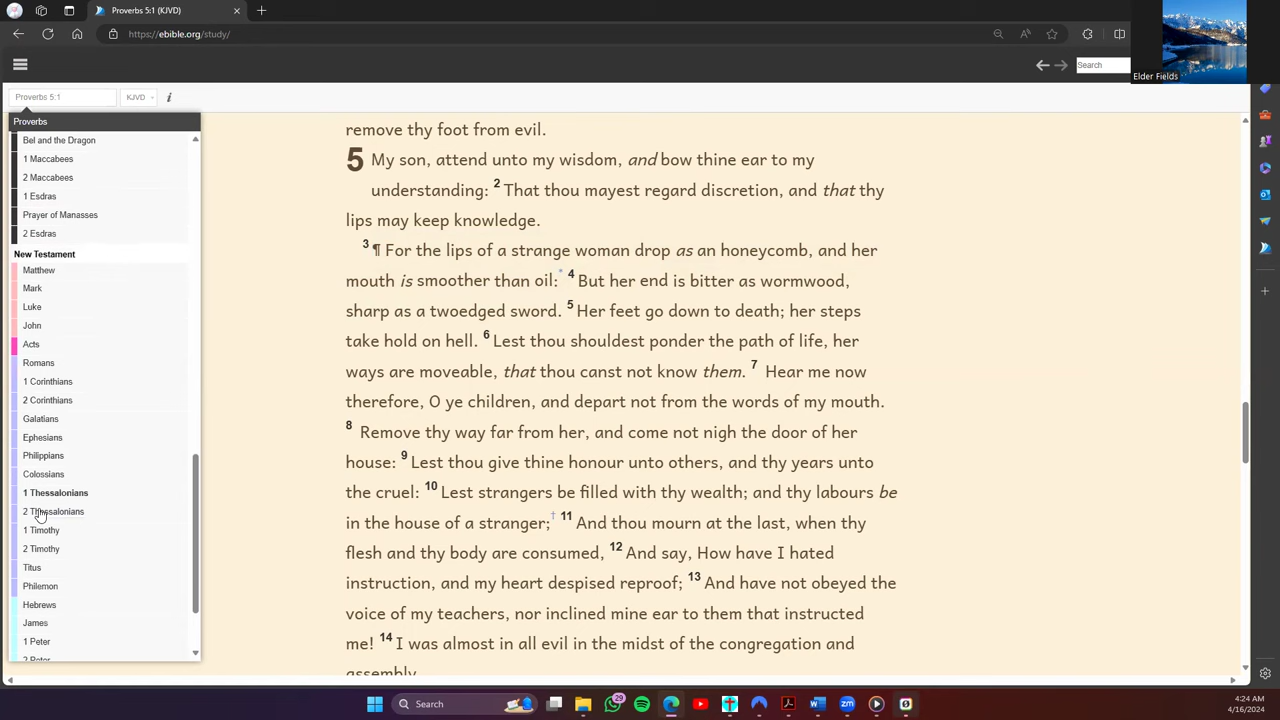 Proverbs 5:1 (KJVD)
https://ebible.org/study/
Search
Elder Fields
Proverbs 5:1
KJVD
i
Proverbs
Bel and the Dragon
1 Maccabees
2 Maccabees
1 Esdras
Prayer of Manasses
2 Esdras
New Testament
Matthew
Mark
Luke
John
Acts
Romans
1 Corinthians
2 Corinthians
Galatians
Ephesians
Philippians
Colossians
1 Thessalonians
2 Thessalonians
1 Timothy
2 Timothy
Titus
Philemon
Hebrews
James
1 Peter
2 Peter
remove thy foot from evil.
5 My son, attend unto my wisdom, and bow thine ear to my
understanding: 2 That thou mayest regard discretion, and that thy
lips may keep knowledge.
3 ¶ For the lips of a strange woman drop as an honeycomb, and her
mouth is smoother than oil:* 4 But her end is bitter as wormwood,
sharp as a twoedged sword. 5 Her feet go down to death; her steps
take hold on hell. 6 Lest thou shouldest ponder the path of life, her
ways are moveable, that thou canst not know them. 7 Hear me now
therefore, O ye children, and depart not from the words of my mouth.
8 Remove thy way far from her, and come not nigh the door of her
house: 9 Lest thou give thine honour unto others, and thy years unto
the cruel: 10 Lest strangers be filled with thy wealth; and thy labours be
in the house of a stranger;† 11 And thou mourn at the last, when thy
flesh and thy body are consumed, 12 And say, How have I hated
instruction, and my heart despised reproof; 13 And have not obeyed the
voice of my teachers, nor inclined mine ear to them that instructed
me! 14 I was almost in all evil in the midst of the congregation and
assembly.
Search
29
zm
4:24 AM
4/16/2024